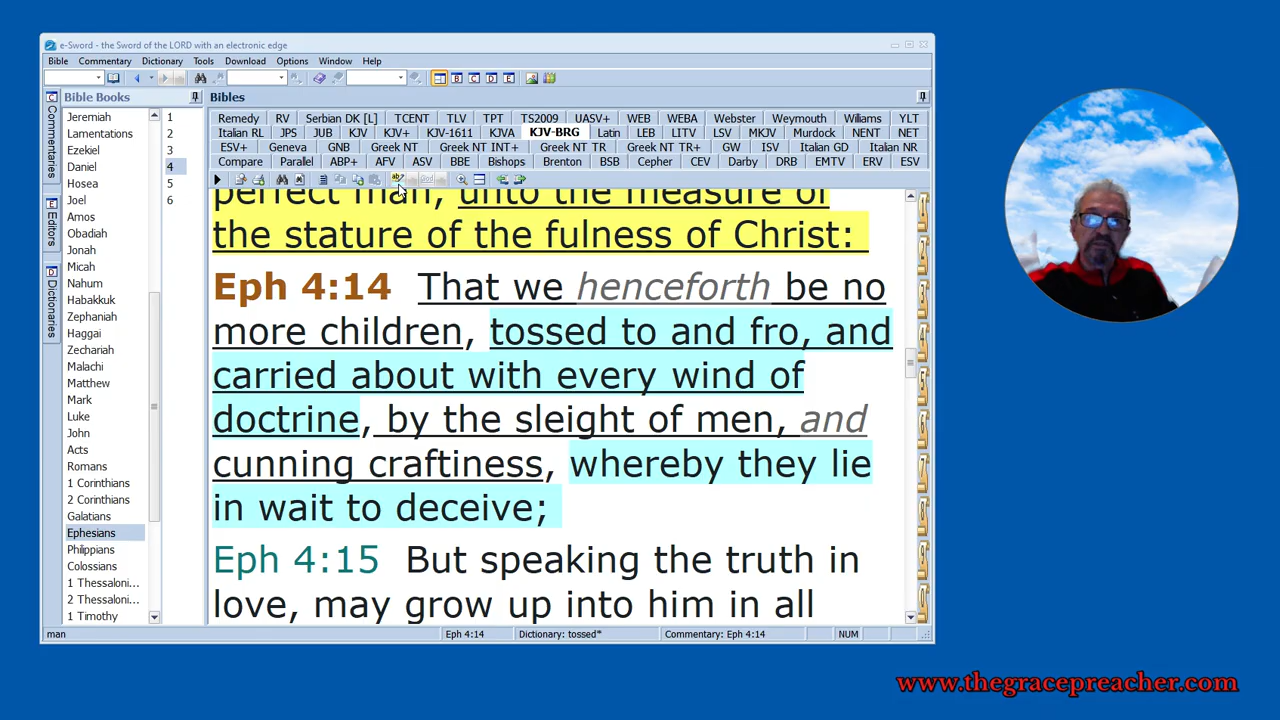 e-Sword - the Sword of the LORD with an electronic edge
Bible Commentary Dictionary Tools Download Options Window Help
Bible Books
Bibles
Commentaries
Editors
Dictionaries
Jeremiah 1
Lamentations 2
Ezekiel 3
Daniel 4
Hosea 5
Joel 6
Amos
Obadiah
Jonah
Micah
Nahum
Habakkuk
Zephaniah
Haggai
Zechariah
Malachi
Matthew
Mark
Luke
John
Acts
Romans
1 Corinthians
2 Corinthians
Galatians
Ephesians
Philippians
Colossians
1 Thessaloni...
2 Thessaloni...
1 Timothy
Remedy RV Serbian DK [L] TCENT TLV TPT TS2009 UASV+ WEB WEBA Webster Weymouth Williams YLT
Italian RL JPS JUB KJV KJV+ KJV-1611 KJVA KJV-BRG Latin LEB LITV LSV MKJV Murdock NENT NET
ESV+ Geneva GNB Greek NT Greek NT INT+ Greek NT TR Greek NT TR+ GW ISV Italian GD Italian NR
Compare Parallel ABP+ AFV ASV BBE Bishops Brenton BSB Cepher CEV Darby DRB EMTV ERV ESV
perfect man, unto the measure of
the stature of the fulness of Christ:
Eph 4:14 That we henceforth be no
more children, tossed to and fro, and
carried about with every wind of
doctrine, by the sleight of men, and
cunning craftiness, whereby they lie
in wait to deceive;
Eph 4:15 But speaking the truth in
love, may grow up into him in all
man Eph 4:14 Dictionary: tossed* Commentary: Eph 4:14 NUM
www.thegracepreacher.com